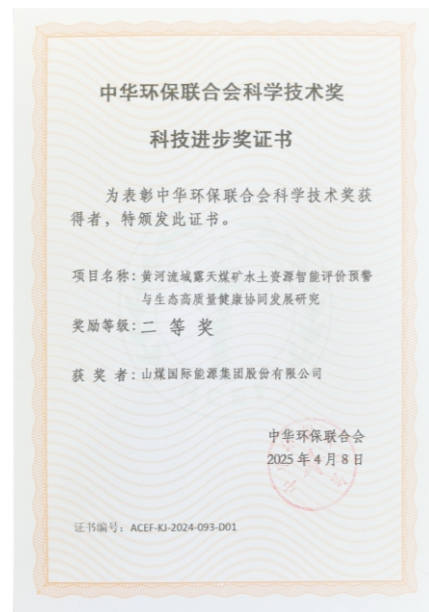 中华环保联合会科学技术奖
科技进步奖证书
为表彰中华环保联合会科学技术奖获
得者，特颁发此证书。
项目名称：黄河流域露天煤矿水土资源智能评价预警
与生态高质量健康协同发展研究
奖励等级：二等奖
获奖者：山煤国际能源集团股份有限公司
中华环保联合会
2025年4月8日
证书编号：ACEF-KJ-2024-093-D01